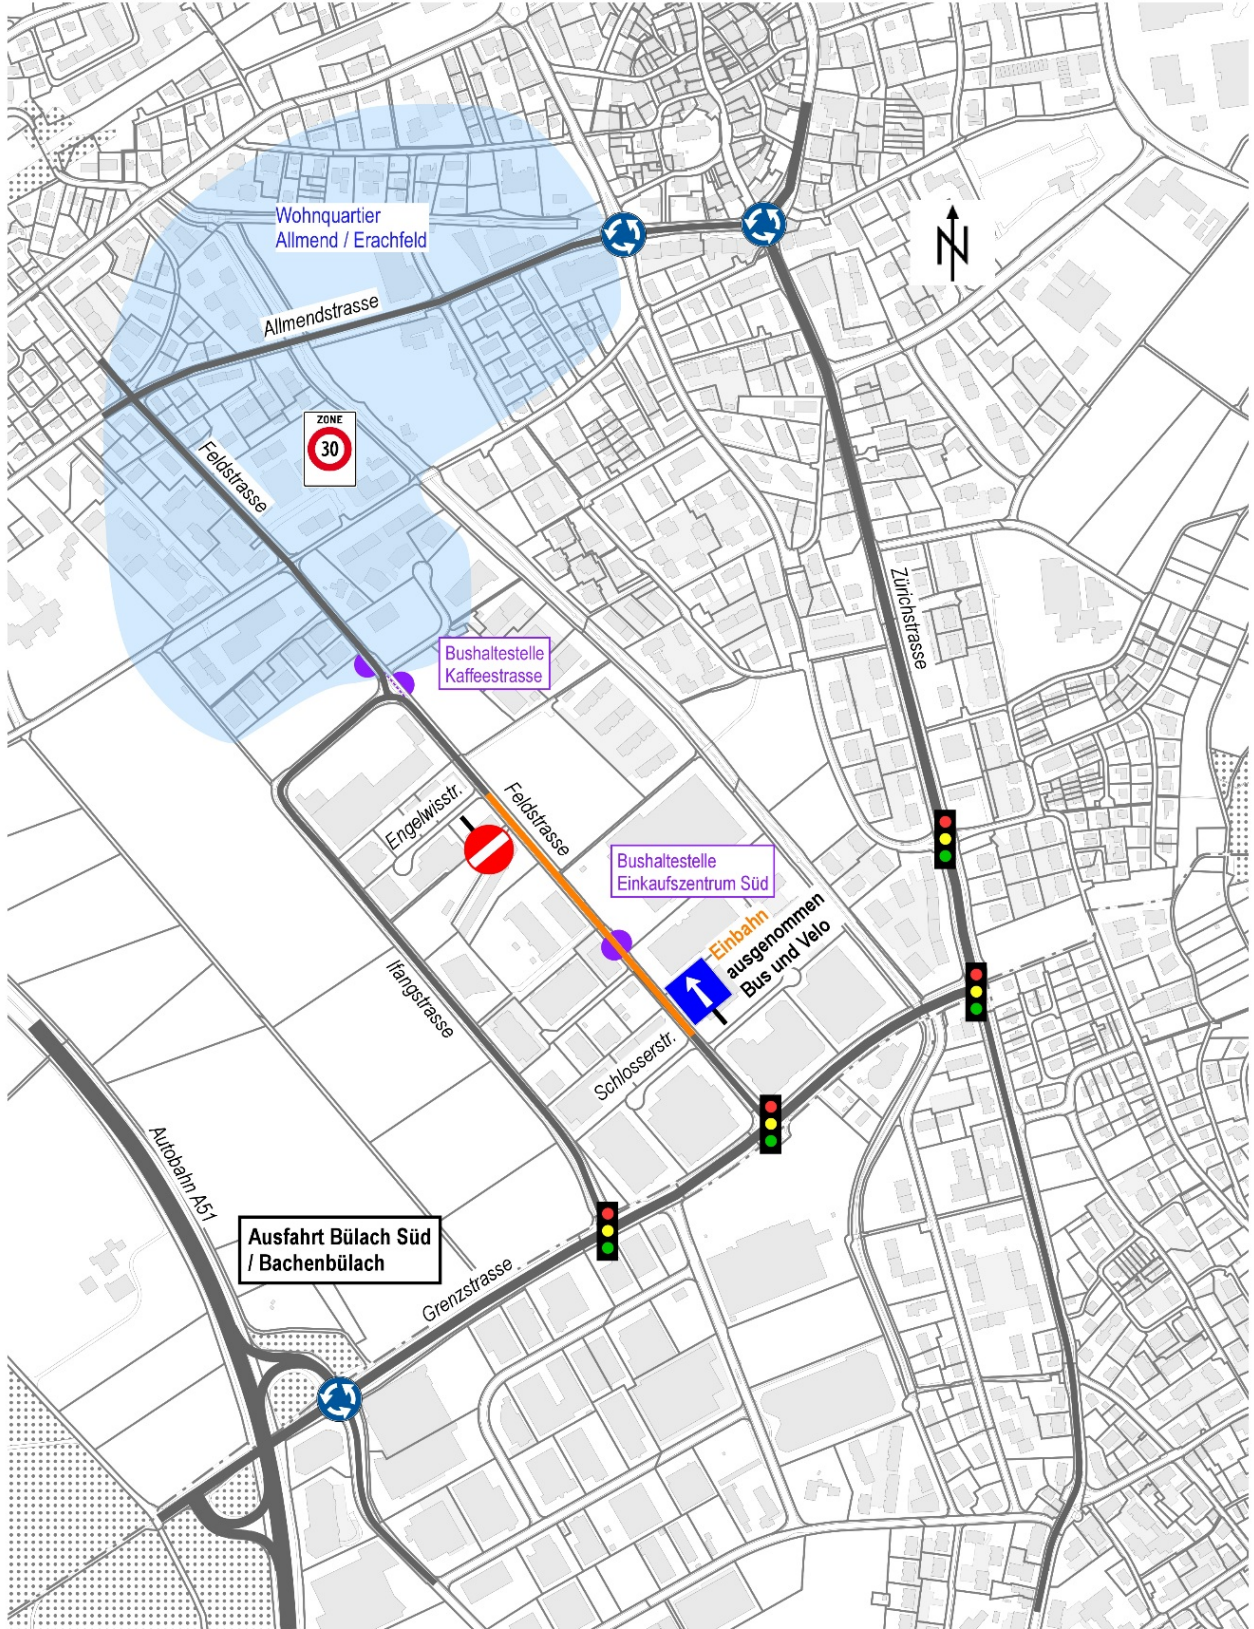 Wohnquartier
Allmend / Erachfeld
N
Allmendstrasse
ZONE
30
Feldstrasse
Zürichstrasse
Bushaltestelle
Kaffeestrasse
Engelwisstr.
Feldstrasse
Bushaltestelle
Einkaufszentrum Süd
Einbahn
ausgenommen
Bus und Velo
Ifangstrasse
Schlosserstr.
Autobahn A51
Ausfahrt Bülach Süd
/ Bachenbülach
Grenzstrasse